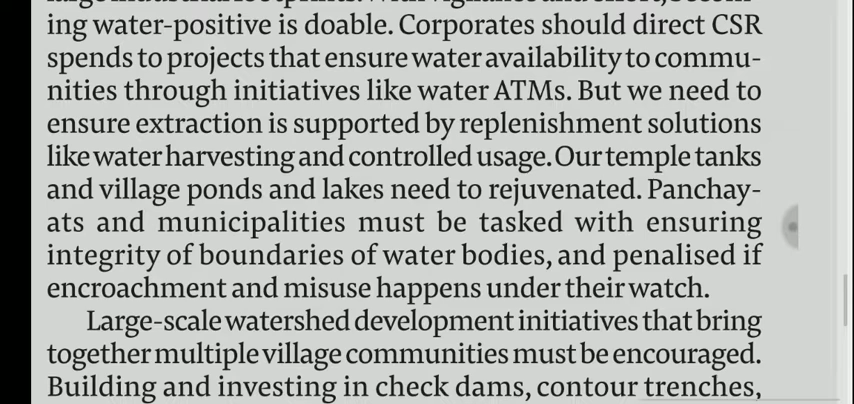 ing water-positive is doable. Corporates should direct CSR
spends to projects that ensure water availability to commu-
nities through initiatives like water ATMs. But we need to
ensure extraction is supported by replenishment solutions
like water harvesting and controlled usage. Our temple tanks
and village ponds and lakes need to rejuvenated. Panchay-
ats and municipalities must be tasked with ensuring
integrity of boundaries of water bodies, and penalised if
encroachment and misuse happens under their watch.
Large-scale watershed development initiatives that bring
together multiple village communities must be encouraged.
Building and investing in check dams, contour trenches,